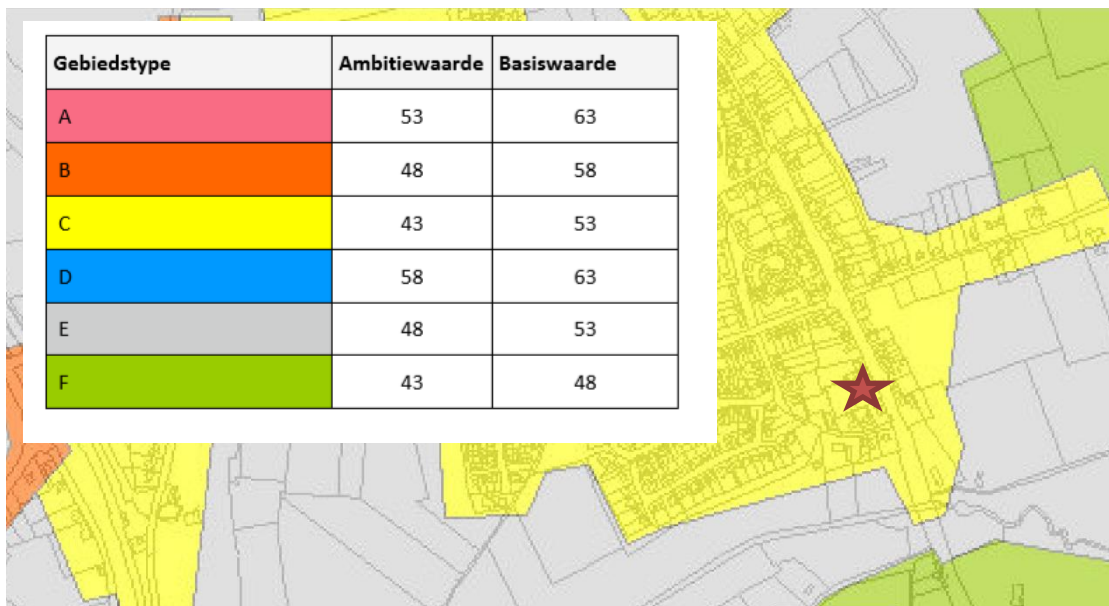 Gebiedstype Ambitiewaarde Basiswaarde
A 53 63
B 48 58
C 43 53
D 58 63
E 48 53
F 43 48